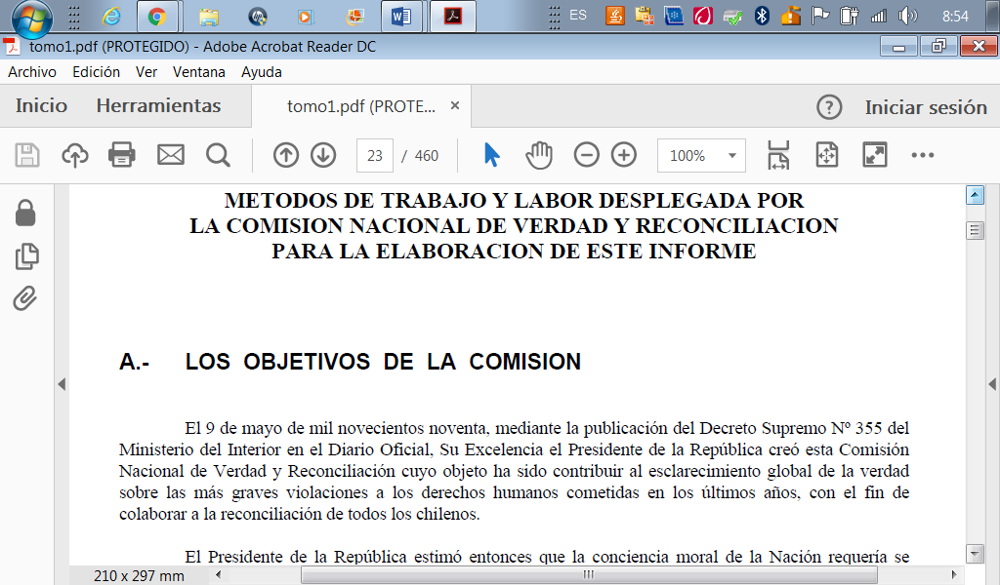 ES
8:54
tomo1.pdf (PROTEGIDO) - Adobe Acrobat Reader DC
Archivo Edición Ver Ventana Ayuda
Inicio Herramientas tomo1.pdf (PROTE... × Iniciar sesión
23 / 460 100%
METODOS DE TRABAJO Y LABOR DESPLEGADA POR
LA COMISION NACIONAL DE VERDAD Y RECONCILIACION
PARA LA ELABORACION DE ESTE INFORME
A.- LOS OBJETIVOS DE LA COMISION
El 9 de mayo de mil novecientos noventa, mediante la publicación del Decreto Supremo Nº 355 del
Ministerio del Interior en el Diario Oficial, Su Excelencia el Presidente de la República creó esta Comisión
Nacional de Verdad y Reconciliación cuyo objeto ha sido contribuir al esclarecimiento global de la verdad
sobre las más graves violaciones a los derechos humanos cometidas en los últimos años, con el fin de
colaborar a la reconciliación de todos los chilenos.
El Presidente de la República estimó entonces que la conciencia moral de la Nación requería se
210 x 297 mm